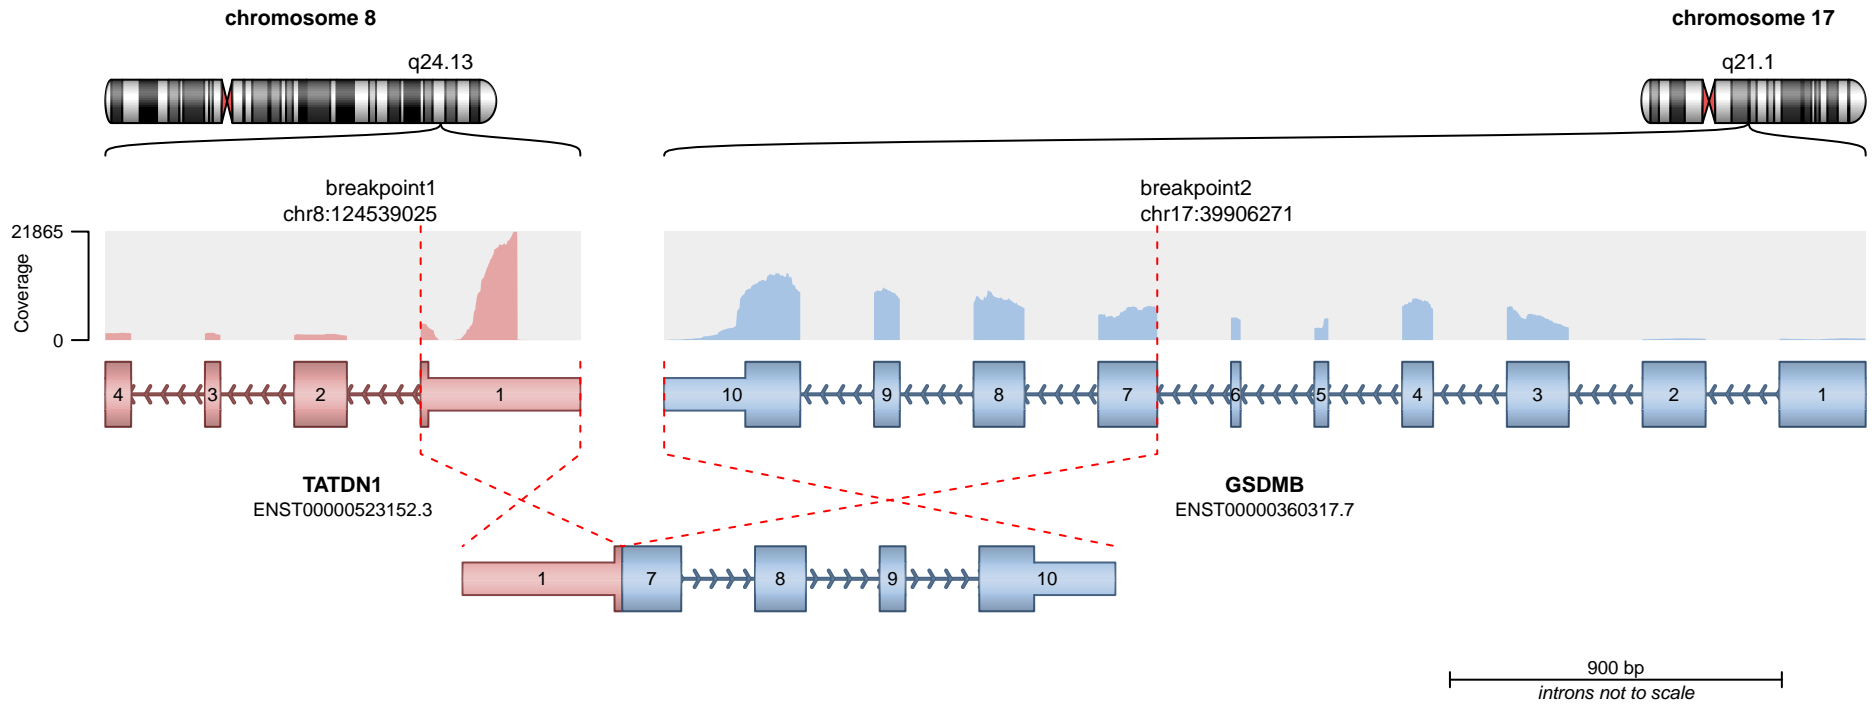 chromosome 8
chromosome 17
q24.13
q21.1
breakpoint1
chr8:124539025
breakpoint2
chr17:39906271
21865
Coverage
0
4 3 2 1
10 9 8 7 6 5 4 3 2 1
TATDN1
ENST00000523152.3
GSDMB
ENST00000360317.7
1 7 8 9 10
900 bp
introns not to scale